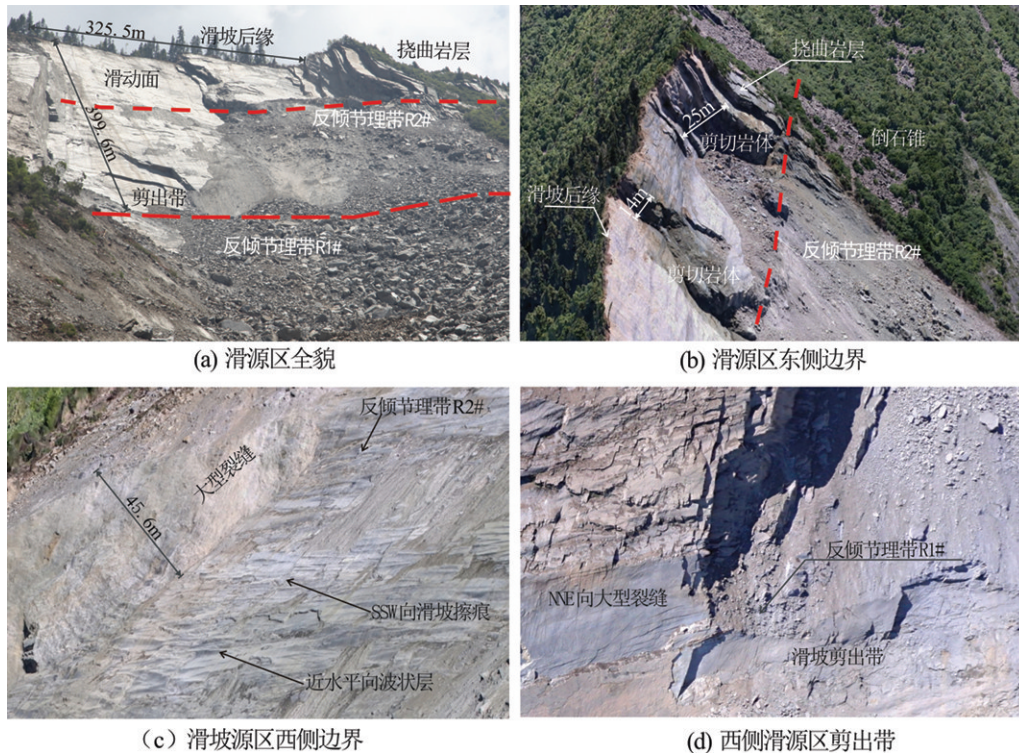 325.5m
滑坡后缘
挠曲岩层
滑动面
反倾节理带R2#
399.6m
剪出带
反倾节理带R1#
(a) 滑源区全貌
挠曲岩层
25m
剪切岩体
倒石锥
滑坡后缘
14m
反倾节理带R2#
剪切岩体
(b) 滑源区东侧边界
反倾节理带R2#
大型裂缝
45.6m
SSW向滑坡擦痕
近水平向波状层
（c）滑坡源区西侧边界
反倾节理带R1#
NNE向大型裂缝
滑坡剪出带
(d) 西侧滑源区剪出带